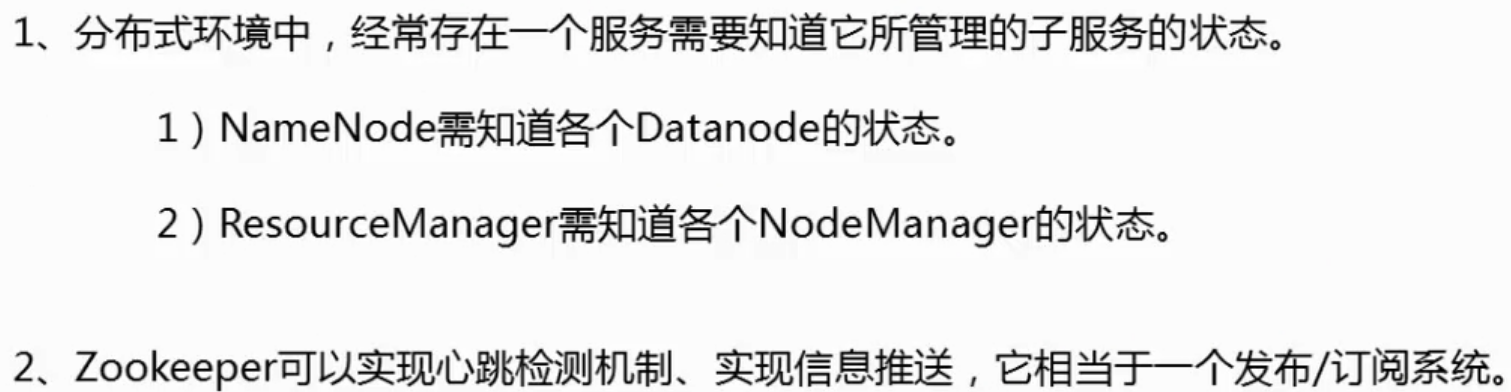 1、分布式环境中，经常存在一个服务需要知道它所管理的子服务的状态。
1）NameNode需知道各个Datanode的状态。
2）ResourceManager需知道各个NodeManager的状态。
2、Zookeeper可以实现心跳检测机制、实现信息推送，它相当于一个发布/订阅系统。